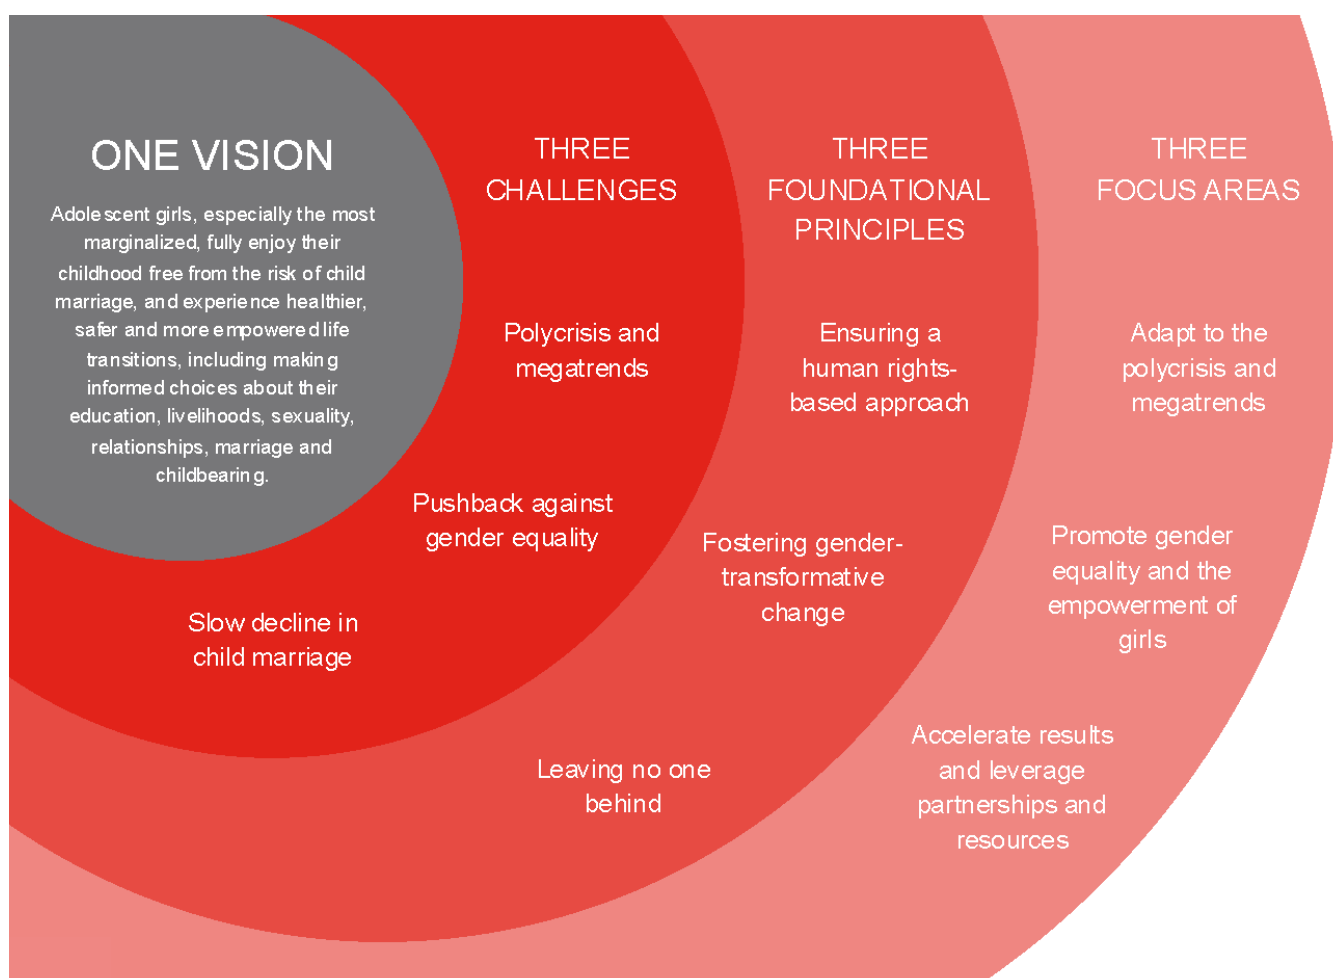 ONE VISION
Adolescent girls, especially the most
marginalized, fully enjoy their
childhood free from the risk of child
marriage, and experience healthier,
safer and more empowered life
transitions, including making
informed choices about their
education, livelihoods, sexuality,
relationships, marriage and
childbearing.
THREE
CHALLENGES
Polycrisis and
megatrends
Pushback against
gender equality
Slow decline in
child marriage
THREE
FOUNDATIONAL
PRINCIPLES
Ensuring a
human rights-
based approach
Fostering gender-
transformative
change
Leaving no one
behind
THREE
FOCUS AREAS
Adapt to the
polycrisis and
megatrends
Promote gender
equality and the
empowerment of
girls
Accelerate results
and leverage
partnerships and
resources